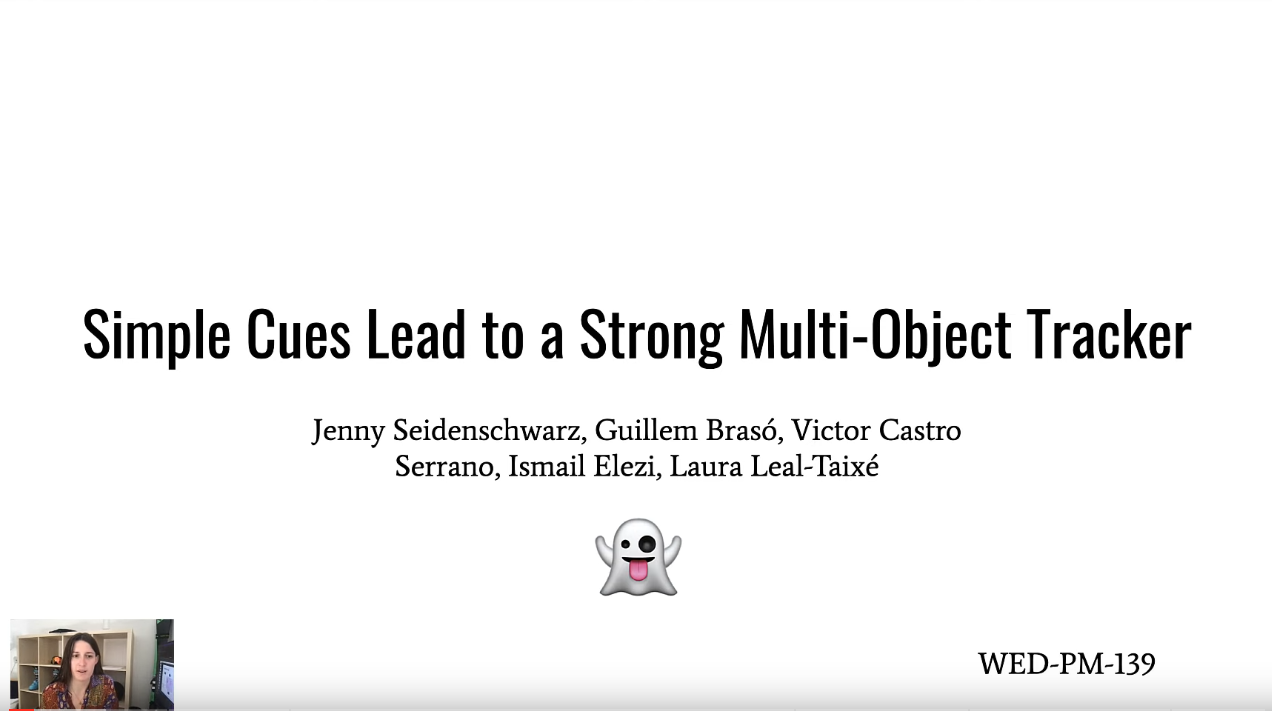 Simple Cues Lead to a Strong Multi-Object Tracker
Jenny Seidenschwarz, Guillem Brasó, Victor Castro
Serrano, Ismail Elezi, Laura Leal-Taixé
WED-PM-139